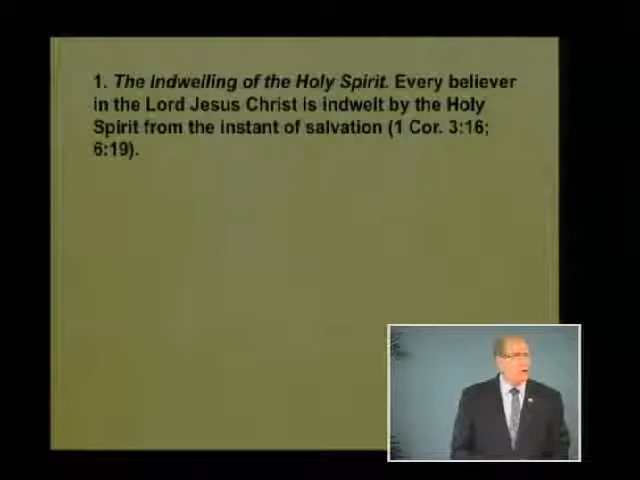 1. The Indwelling of the Holy Spirit. Every believer
in the Lord Jesus Christ is indwelt by the Holy
Spirit from the instant of salvation (1 Cor. 3:16;
6:19).